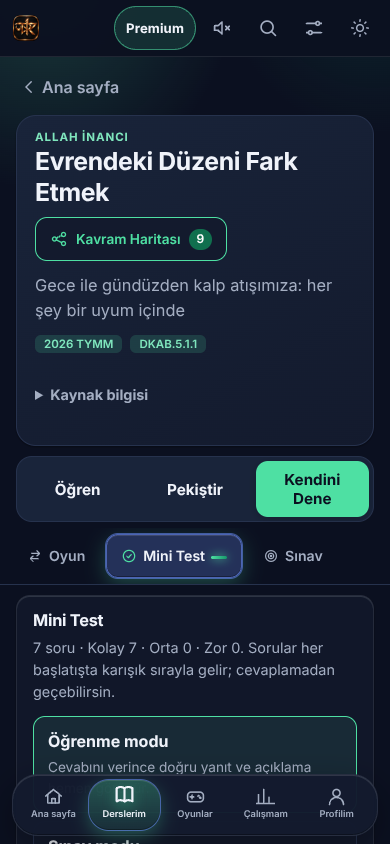 Premium
Ana sayfa
ALLAH İNANCI
Evrendeki Düzeni Fark
Etmek
Kavram Haritası 9
Gece ile gündüzden kalp atışımıza: her
şey bir uyum içinde
2026 TYMM DKAB.5.1.1
Kaynak bilgisi
Öğren Pekiştir Kendini
Dene
Oyun Mini Test Sınav
Mini Test
7 soru · Kolay 7 · Orta 0 · Zor 0. Sorular her
başlatışta karışık sırayla gelir; cevaplamadan
geçebilirsin.
Öğrenme modu
Cevabını verince doğru yanıt ve açıklama
Ana sayfa Derslerim Oyunlar Çalışmam Profilim